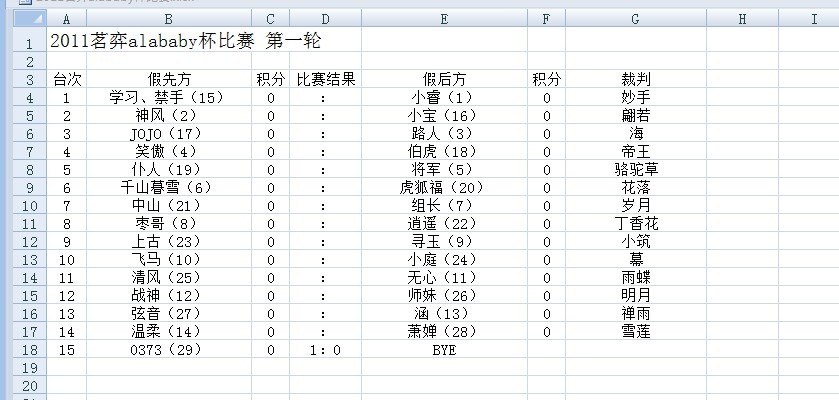 A B C D E F G H I
1 2011茗弈alababy杯比赛 第一轮
2
3 台次 假先方 积分 比赛结果 假后方 积分 裁判
4 1 学习、禁手（15） 0 : 小睿（1） 0 妙手
5 2 神风（2） 0 : 小宝（16） 0 翩若
6 3 JOJO（17） 0 : 路人（3） 0 海
7 4 笑傲（4） 0 : 伯虎（18） 0 帝王
8 5 仆人（19） 0 : 将军（5） 0 骆驼草
9 6 千山暮雪（6） 0 : 虎狐福（20） 0 花落
10 7 中山（21） 0 : 组长（7） 0 岁月
11 8 枣哥（8） 0 : 逍遥（22） 0 丁香花
12 9 上古（23） 0 : 寻玉（9） 0 小筑
13 10 飞马（10） 0 : 小庭（24） 0 幕
14 11 清风（25） 0 : 无心（11） 0 雨蝶
15 12 战神（12） 0 : 师妹（26） 0 明月
16 13 弦音（27） 0 : 涵（13） 0 禅雨
17 14 温柔（14） 0 : 萧婵（28） 0 雪莲
18 15 0373（29） 0 1：0 BYE
19
20